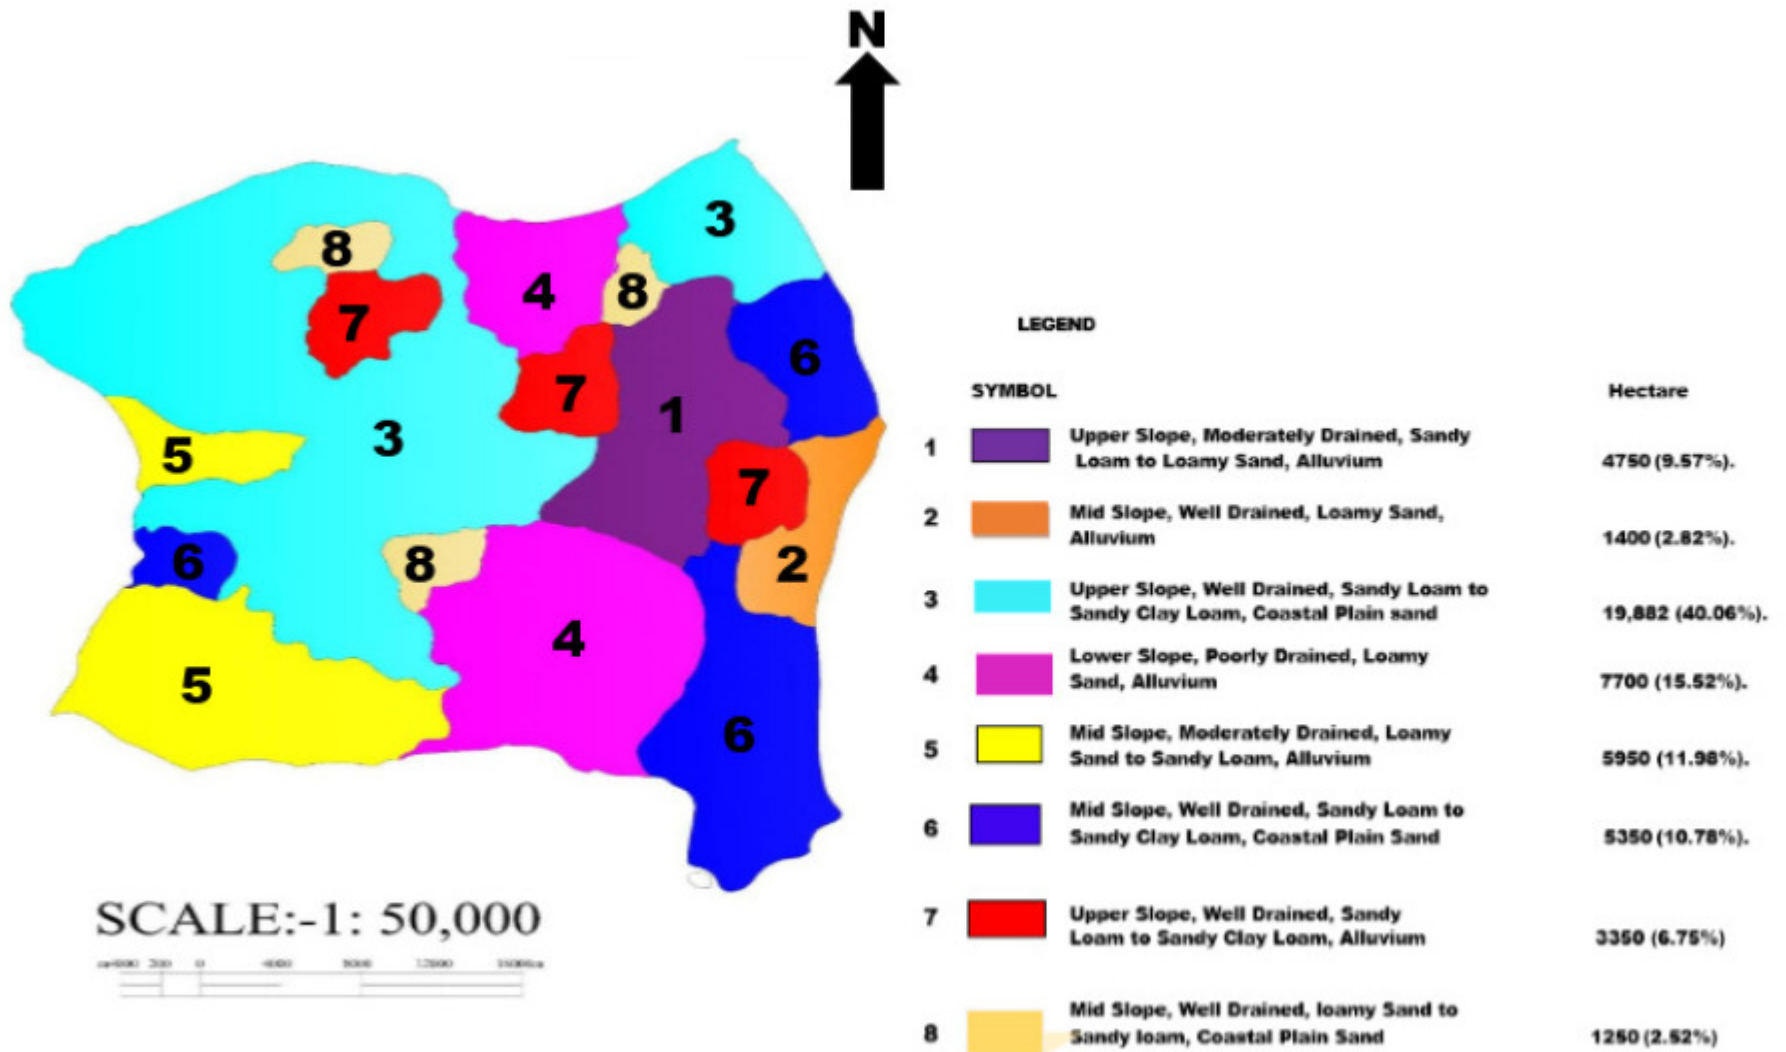 N
3
8
4
8
7
6
7
1
3
5
7
8
6
2
4
5
6
LEGEND
SYMBOL Hectare
1 Upper Slope, Moderately Drained, Sandy
Loam to Loamy Sand, Alluvium 4750 (9.57%).
2 Mid Slope, Well Drained, Loamy Sand,
Alluvium 1400 (2.82%).
3 Upper Slope, Well Drained, Sandy Loam to
Sandy Clay Loam, Coastal Plain sand 19,882 (40.06%).
4 Lower Slope, Poorly Drained, Loamy
Sand, Alluvium 7700 (15.52%).
5 Mid Slope, Moderately Drained, Loamy
Sand to Sandy Loam, Alluvium 5950 (11.98%).
6 Mid Slope, Well Drained, Sandy Loam to
Sandy Clay Loam, Coastal Plain Sand 5350 (10.78%).
7 Upper Slope, Well Drained, Sandy
Loam to Sandy Clay Loam, Alluvium 3350 (6.75%)
8 Mid Slope, Well Drained, loamy Sand to
Sandy loam, Coastal Plain Sand 1250 (2.52%)
SCALE:-1: 50,000
200 0 4000 8000 12000